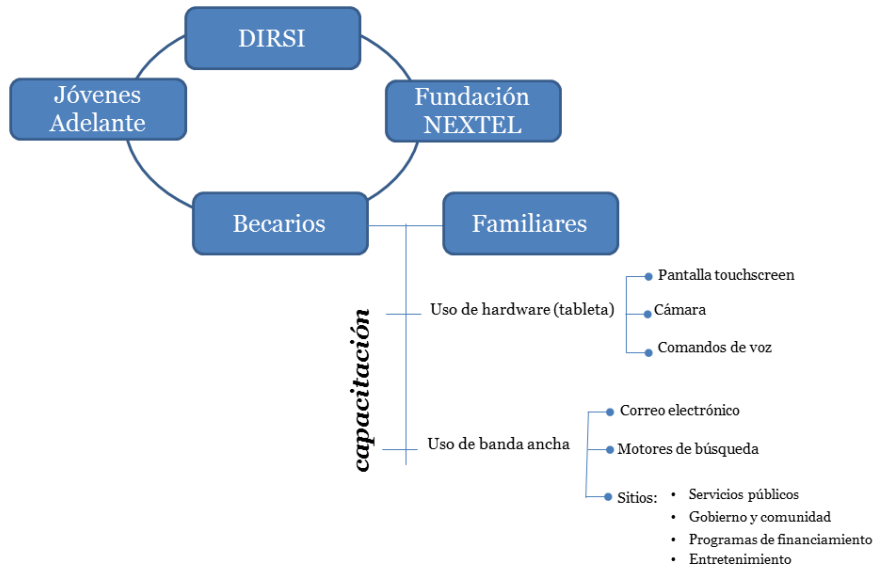 DIRSI
Jóvenes
Adelante
Fundación
NEXTEL
Becarios
Familiares
capacitación
Uso de hardware (tableta)
Pantalla touchscreen
Cámara
Comandos de voz
Uso de banda ancha
Correo electrónico
Motores de búsqueda
Sitios:
• Servicios públicos
• Gobierno y comunidad
• Programas de financiamiento
• Entretenimiento